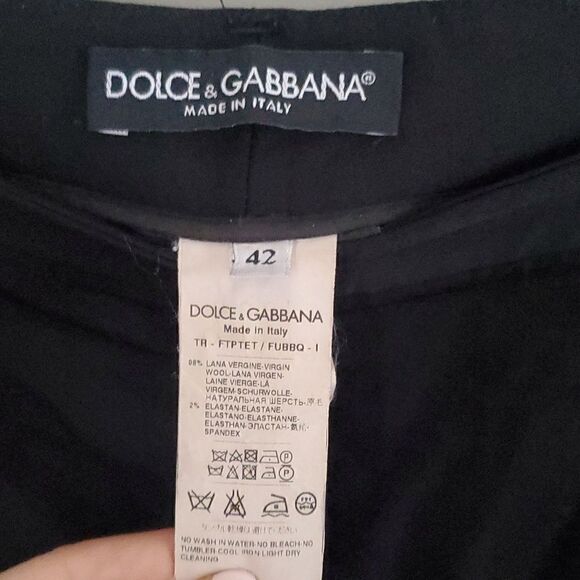 DOLCE & GABBANA®
MADE IN ITALY
42
DOLCE & GABBANA
Made in Italy
TR - FTPTET / FUBBQ - I
98% LANA VERGINE-VIRGIN
WOOL-LANA VIRGEN-
LAINE VIERGE-LÃ
VIRGEM-SCHURWOLLE-
НАТУРАЛЬНАЯ ШЕРСТЬ-
2% ELASTAN-ELASTANE-
ELASTANO-ELASTHANNE-
ELASTHAN-ЭЛАСТАН-
SPANDEX
NO WASH IN WATER-NO BLEACH-NO
TUMBLER-COOL IRON LIGHT DRY
CLEANING